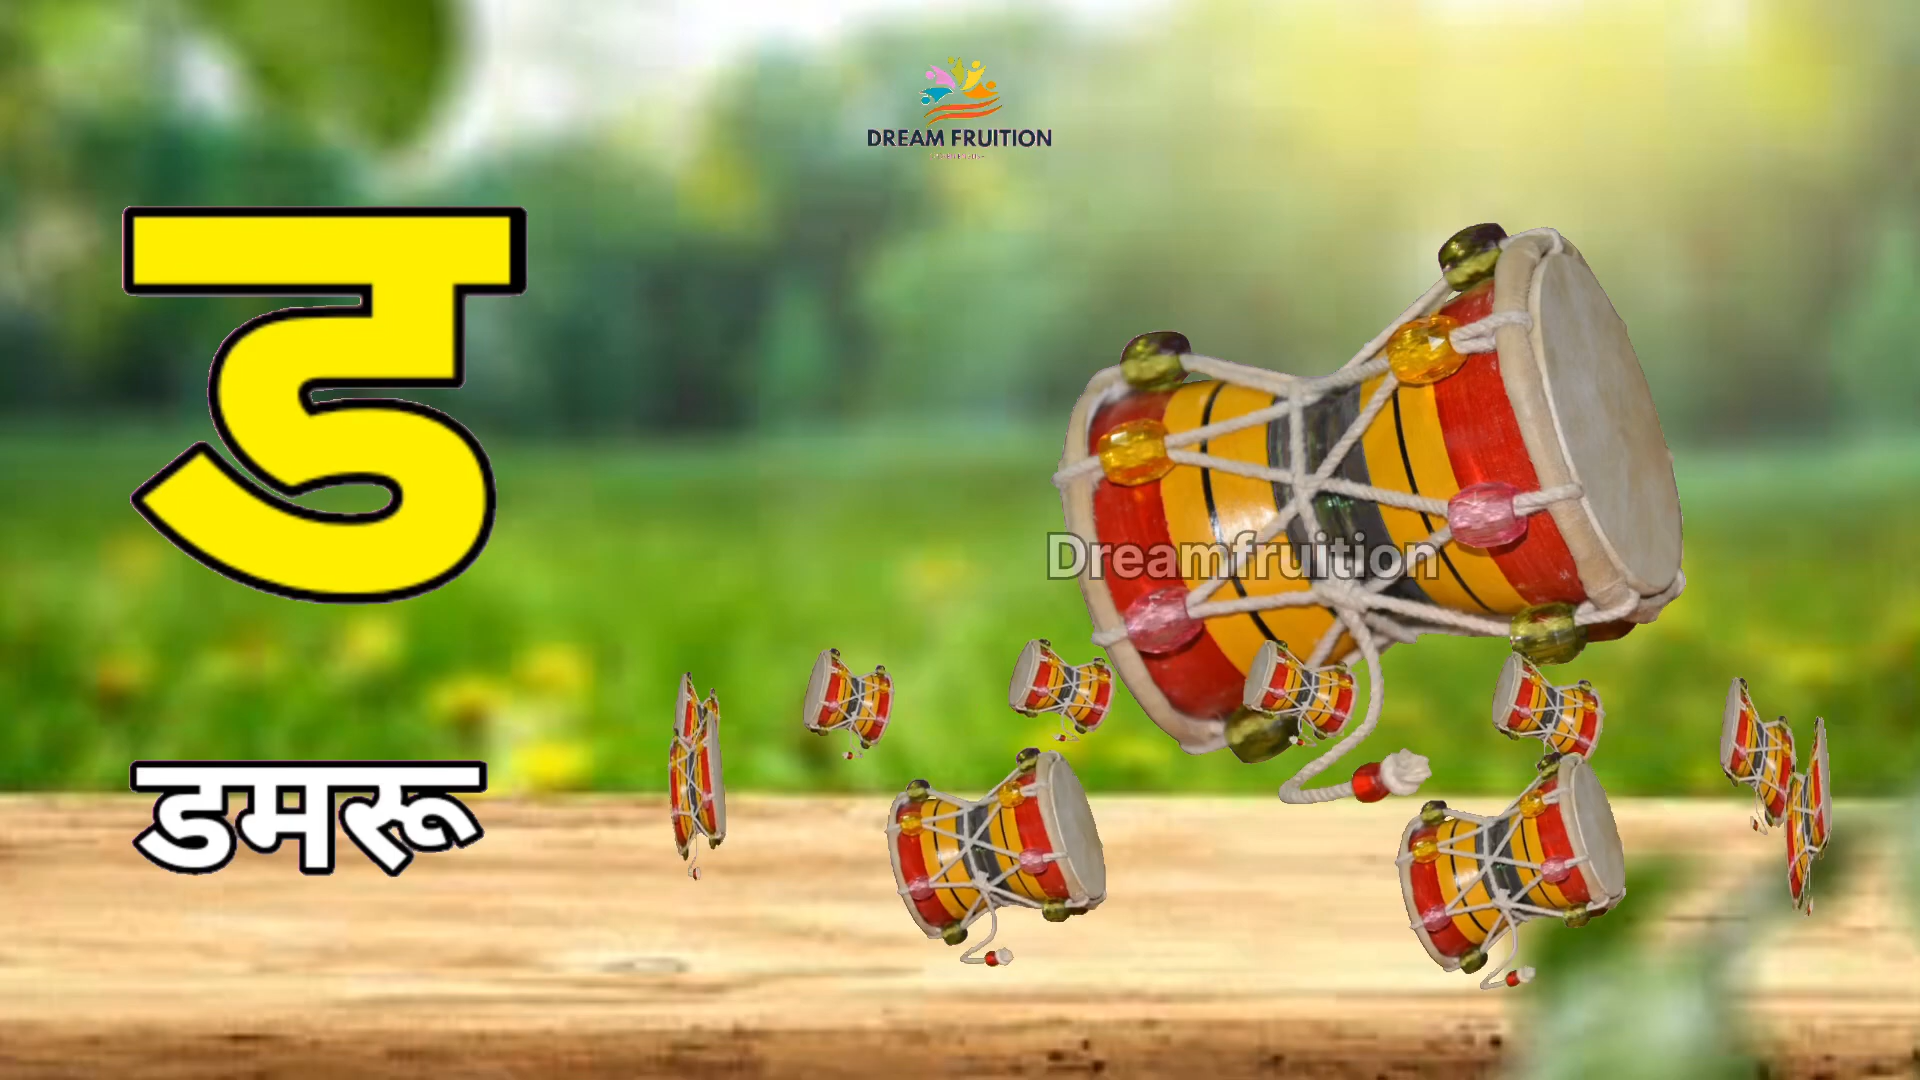 DREAM FRUITION
ड
Dreamfruition
डमरू